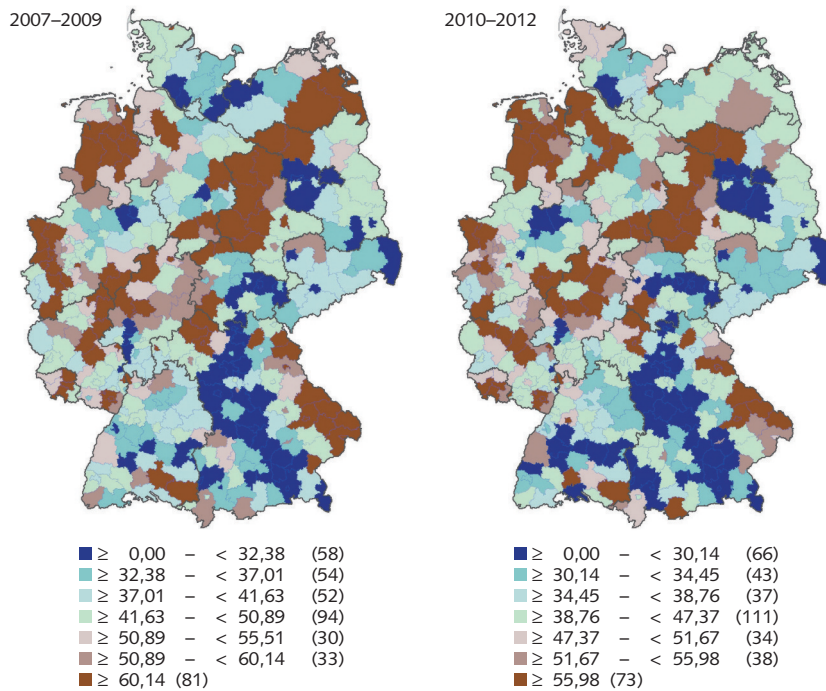 2007–2009
2010–2012
≥ 0,00 – < 32,38 (58)
≥ 32,38 – < 37,01 (54)
≥ 37,01 – < 41,63 (52)
≥ 41,63 – < 50,89 (94)
≥ 50,89 – < 55,51 (30)
≥ 50,89 – < 60,14 (33)
≥ 60,14 (81)
≥ 0,00 – < 30,14 (66)
≥ 30,14 – < 34,45 (43)
≥ 34,45 – < 38,76 (37)
≥ 38,76 – < 47,37 (111)
≥ 47,37 – < 51,67 (34)
≥ 51,67 – < 55,98 (38)
≥ 55,98 (73)